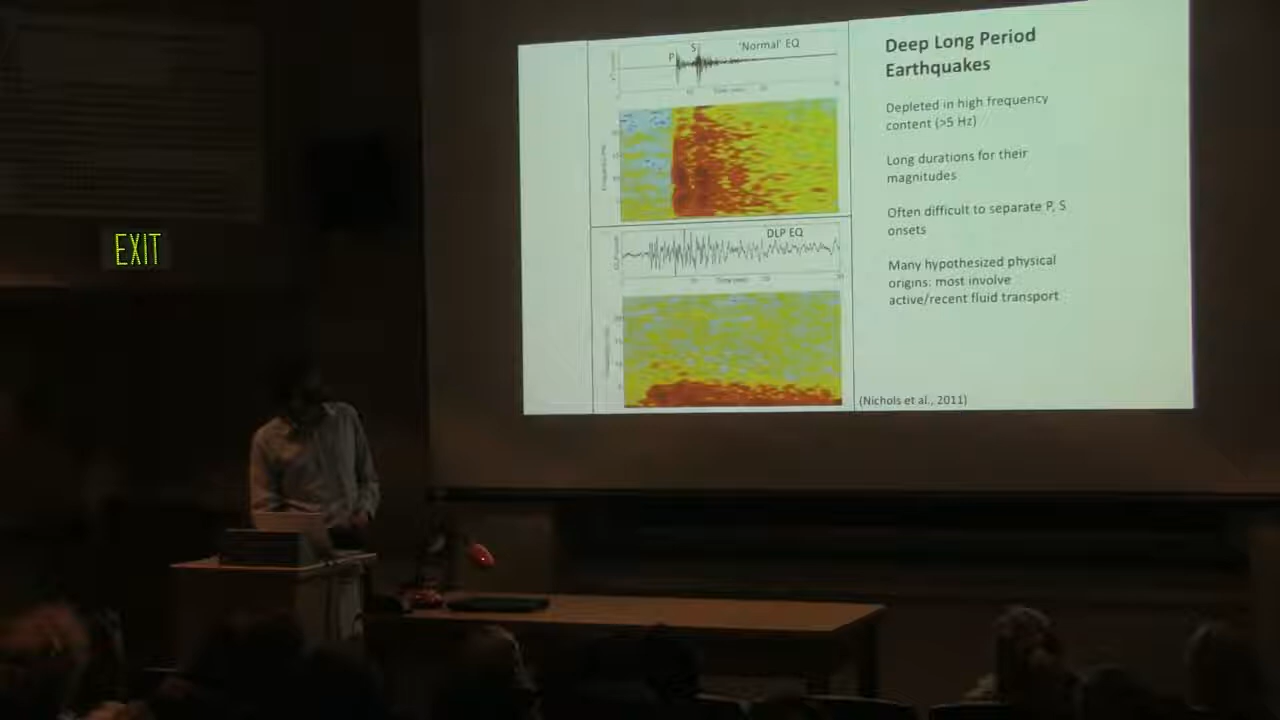 EXIT
P
S
'Normal' EQ
DLP EQ
Deep Long Period
Earthquakes
Depleted in high frequency
content (>5 Hz)
Long durations for their
magnitudes
Often difficult to separate P, S
onsets
Many hypothesized physical
origins: most involve
active/recent fluid transport
(Nichols et al., 2011)